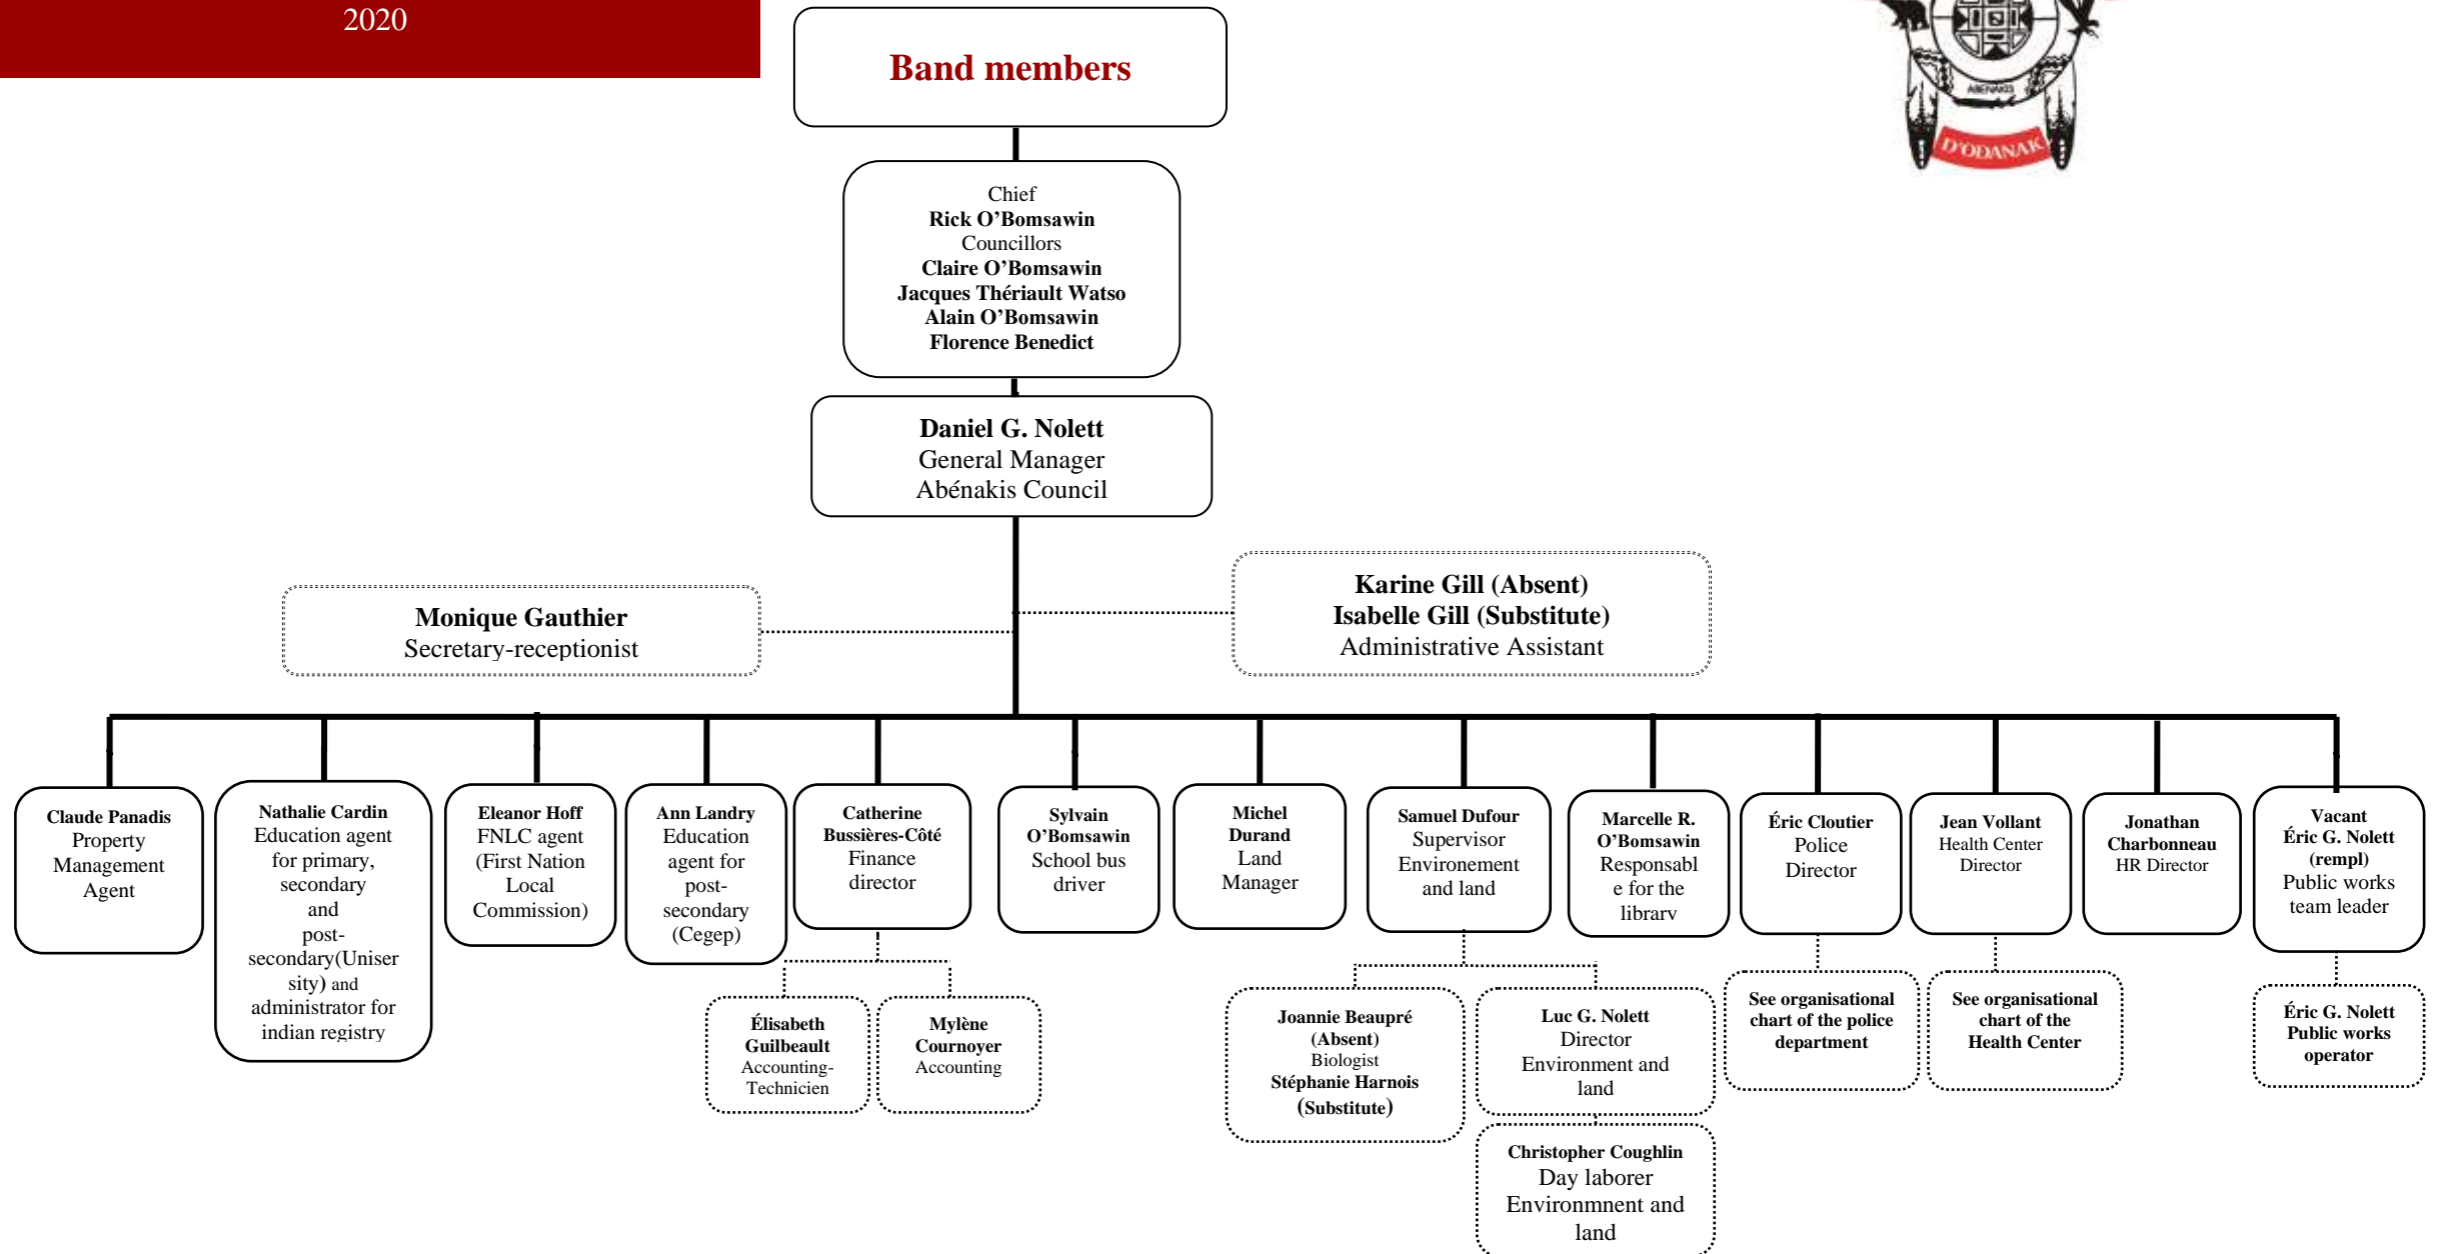 2020
ABÉNAKIS
D'ODANAK
Band members
Chief
Rick O’Bomsawin
Councillors
Claire O’Bomsawin
Jacques Thériault Watso
Alain O’Bomsawin
Florence Benedict
Daniel G. Nolett
General Manager
Abénakis Council
Monique Gauthier
Secretary-receptionist
Karine Gill (Absent)
Isabelle Gill (Substitute)
Administrative Assistant
Claude Panadis
Property
Management
Agent
Nathalie Cardin
Education agent
for primary,
secondary
and
post-
secondary(Uniser
sity) and
administrator for
indian registry
Eleanor Hoff
FNLC agent
(First Nation
Local
Commission)
Ann Landry
Education
agent for
post-
secondary
(Cegep)
Catherine
Bussières-Côté
Finance
director
Sylvain
O’Bomsawin
School bus
driver
Michel
Durand
Land
Manager
Samuel Dufour
Supervisor
Environement
and land
Marcelle R.
O’Bomsawin
Responsabl
e for the
library
Éric Cloutier
Police
Director
Jean Vollant
Health Center
Director
Jonathan
Charbonneau
HR Director
Vacant
Éric G. Nolett
(rempl)
Public works
team leader
Élisabeth
Guilbeault
Accounting-
Technicien
Mylène
Cournoyer
Accounting
Joannie Beaupré
(Absent)
Biologist
Stéphanie Harnois
(Substitute)
Luc G. Nolett
Director
Environment and
land
Christopher Coughlin
Day laborer
Environmnent and
land
See organisational
chart of the police
department
See organisational
chart of the
Health Center
Éric G. Nolett
Public works
operator